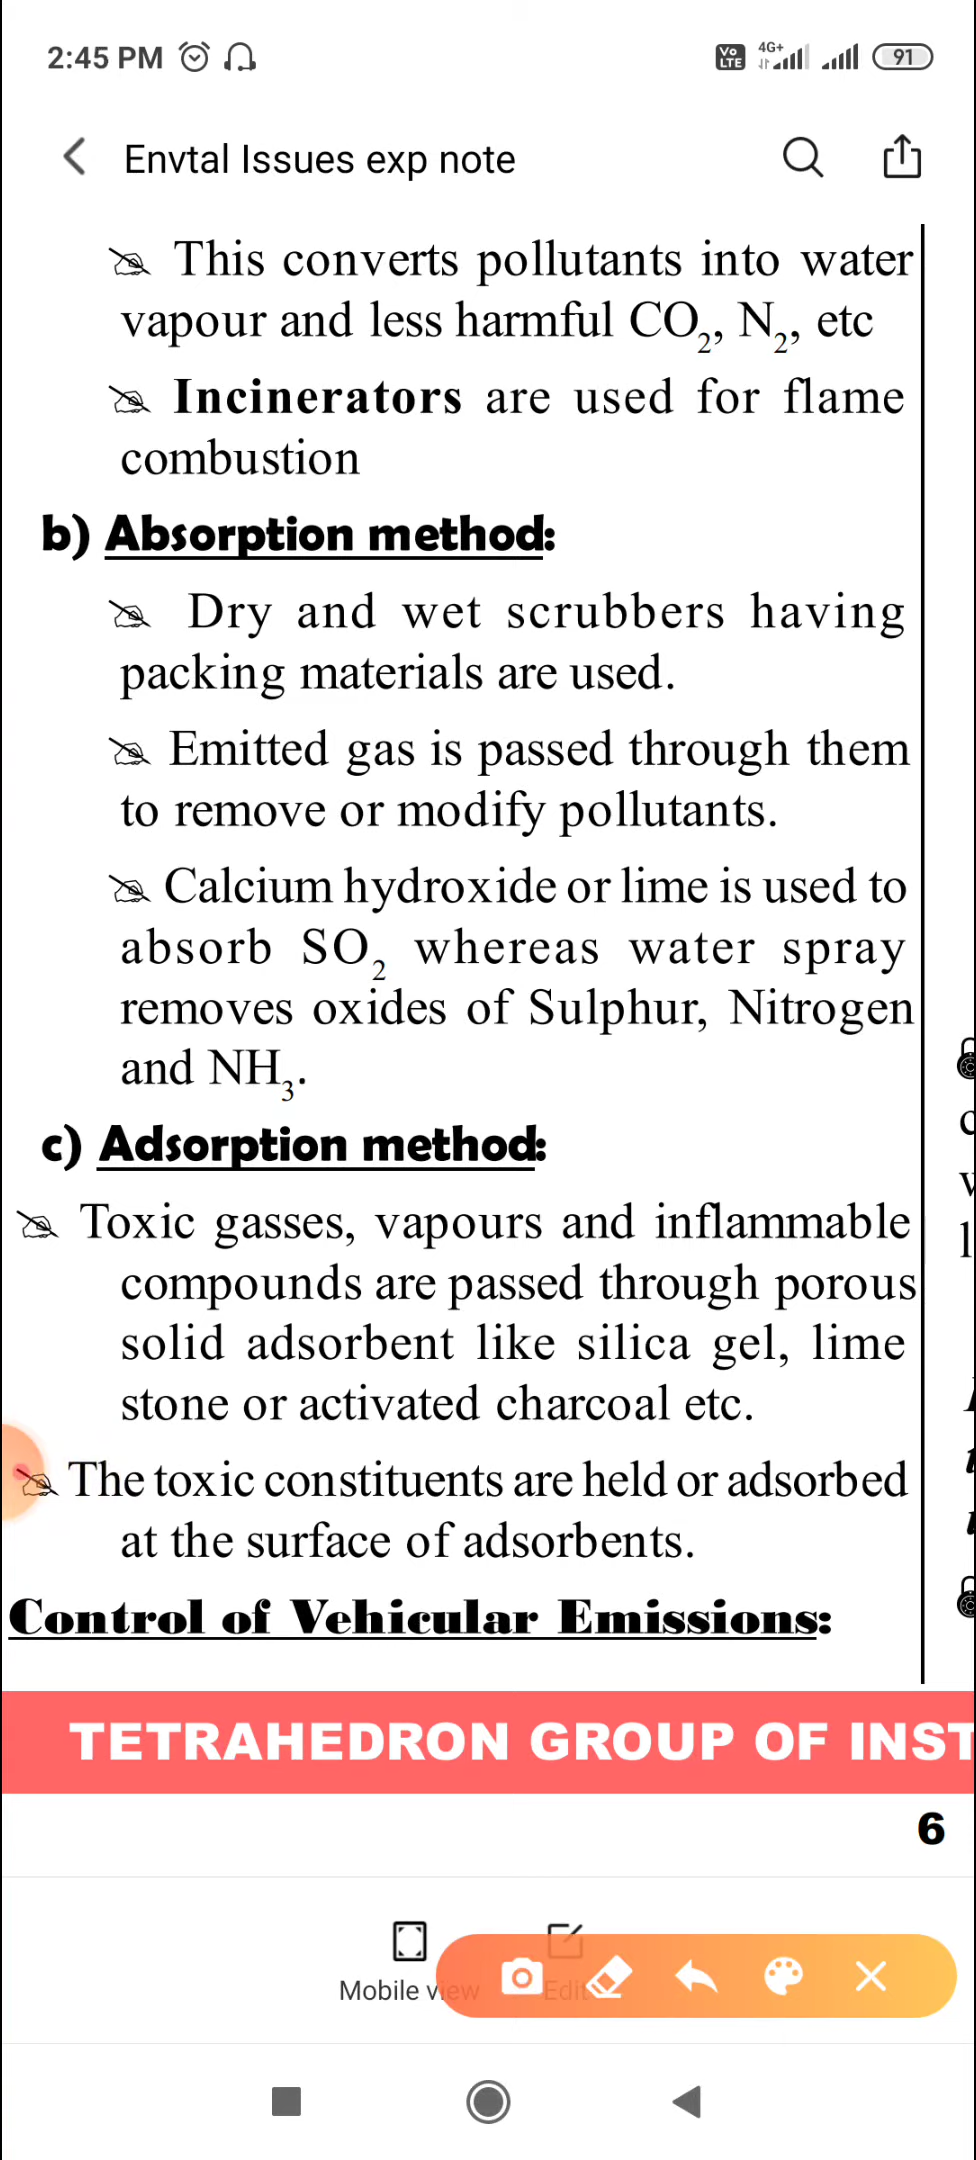 2:45 PM
Vo LTE 4G+ 91
Envtal Issues exp note
This converts pollutants into water
vapour and less harmful CO₂, N₂, etc
Incinerators are used for flame
combustion
b) Absorption method:
Dry and wet scrubbers having
packing materials are used.
Emitted gas is passed through them
to remove or modify pollutants.
Calcium hydroxide or lime is used to
absorb SO₂ whereas water spray
removes oxides of Sulphur, Nitrogen
and NH₃.
c) Adsorption method:
Toxic gasses, vapours and inflammable
compounds are passed through porous
solid adsorbent like silica gel, lime
stone or activated charcoal etc.
The toxic constituents are held or adsorbed
at the surface of adsorbents.
Control of Vehicular Emissions:
TETRAHEDRON GROUP OF INST
6
Mobile view Edit